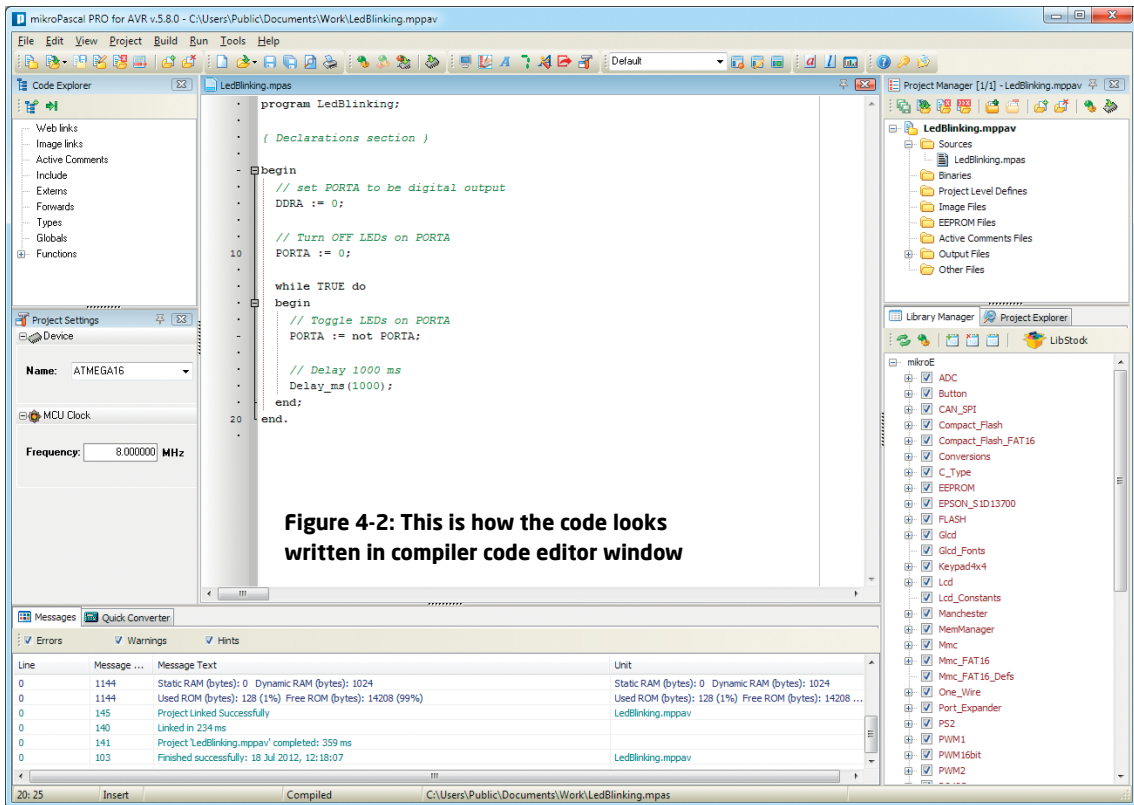 mikroPascal PRO for AVR v.5.8.0 - C:\Users\Public\Documents\Work\LedBlinking.mppav
File Edit View Project Build Run Tools Help
Default
Code Explorer
Web links
Image links
Active Comments
Include
Externs
Forwards
Types
Globals
Functions
Project Settings
Device
Name: ATMEGA16
MCU Clock
Frequency: 8.000000 MHz
LedBlinking.mpas
program LedBlinking;
{ Declarations section }
begin
// set PORTA to be digital output
DDRA := 0;
// Turn OFF LEDs on PORTA
10 PORTA := 0;
while TRUE do
begin
// Toggle LEDs on PORTA
PORTA := not PORTA;
// Delay 1000 ms
Delay_ms(1000);
end;
20 end.
Figure 4-2: This is how the code looks
written in compiler code editor window
Project Manager [1/1] - LedBlinking.mppav
LedBlinking.mppav
Sources
LedBlinking.mpas
Binaries
Project Level Defines
Image Files
EEPROM Files
Active Comments Files
Output Files
Other Files
Library Manager Project Explorer
LibStock
mikroE
ADC
Button
CAN_SPI
Compact_Flash
Compact_Flash_FAT16
Conversions
C_Type
EEPROM
EPSON_S1D13700
FLASH
Glcd
Glcd_Fonts
Keypad4x4
Lcd
Lcd_Constants
Manchester
MemManager
Mmc
Mmc_FAT16
Mmc_FAT16_Defs
One_Wire
Port_Expander
PS2
PWM1
PWM16bit
PWM2
Messages Quick Converter
Errors Warnings Hints
Line Message ... Message Text Unit
0 1144 Static RAM (bytes): 0 Dynamic RAM (bytes): 1024 Static RAM (bytes): 0 Dynamic RAM (bytes): 1024
0 1144 Used ROM (bytes): 128 (1%) Free ROM (bytes): 14208 (99%) Used ROM (bytes): 128 (1%) Free ROM (bytes): 14208 ...
0 145 Project Linked Successfully LedBlinking.mppav
0 140 Linked in 234 ms
0 141 Project 'LedBlinking.mppav' completed: 359 ms
0 103 Finished successfully: 18 Jul 2012, 12:18:07 LedBlinking.mppav
20: 25 Insert Compiled C:\Users\Public\Documents\Work\LedBlinking.mpas